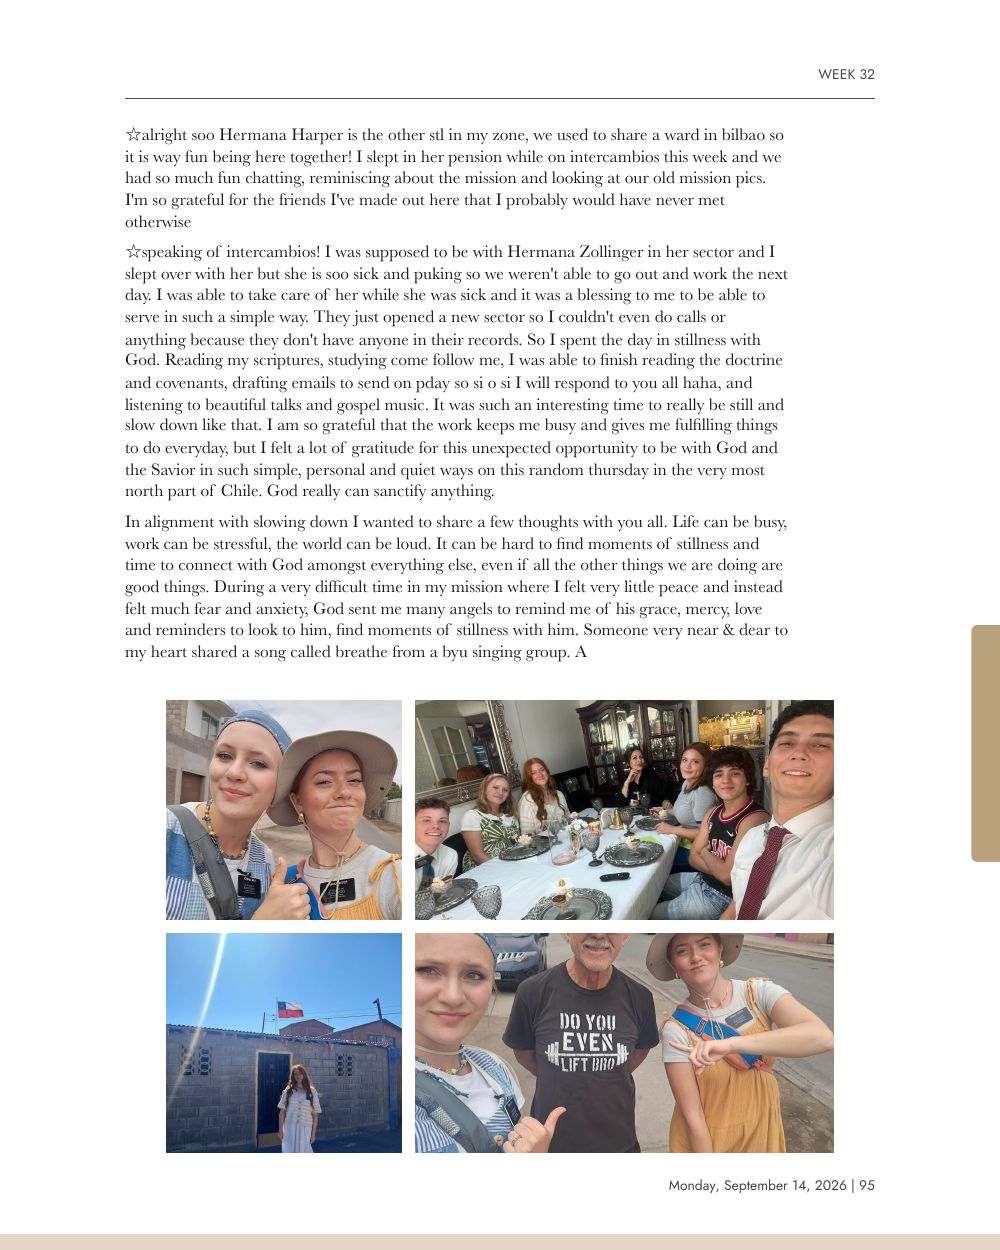 WEEK 32
☆alright soo Hermana Harper is the other stl in my zone, we used to share a ward in bilbao so
it is way fun being here together! I slept in her pension while on intercambios this week and we
had so much fun chatting, reminiscing about the mission and looking at our old mission pics.
I'm so grateful for the friends I've made out here that I probably would have never met
otherwise
☆speaking of intercambios! I was supposed to be with Hermana Zollinger in her sector and I
slept over with her but she is soo sick and puking so we weren't able to go out and work the next
day. I was able to take care of her while she was sick and it was a blessing to me to be able to
serve in such a simple way. They just opened a new sector so I couldn't even do calls or
anything because they don't have anyone in their records. So I spent the day in stillness with
God. Reading my scriptures, studying come follow me, I was able to finish reading the doctrine
and covenants, drafting emails to send on pday so si o si I will respond to you all haha, and
listening to beautiful talks and gospel music. It was such an interesting time to really be still and
slow down like that. I am so grateful that the work keeps me busy and gives me fulfilling things
to do everyday, but I felt a lot of gratitude for this unexpected opportunity to be with God and
the Savior in such simple, personal and quiet ways on this random thursday in the very most
north part of Chile. God really can sanctify anything.
In alignment with slowing down I wanted to share a few thoughts with you all. Life can be busy,
work can be stressful, the world can be loud. It can be hard to find moments of stillness and
time to connect with God amongst everything else, even if all the other things we are doing are
good things. During a very difficult time in my mission where I felt very little peace and instead
felt much fear and anxiety, God sent me many angels to remind me of his grace, mercy, love
and reminders to look to him, find moments of stillness with him. Someone very near & dear to
my heart shared a song called breathe from a byu singing group. A
DO YOU
EVEN
LIFT BRO
Monday, September 14, 2026 | 95